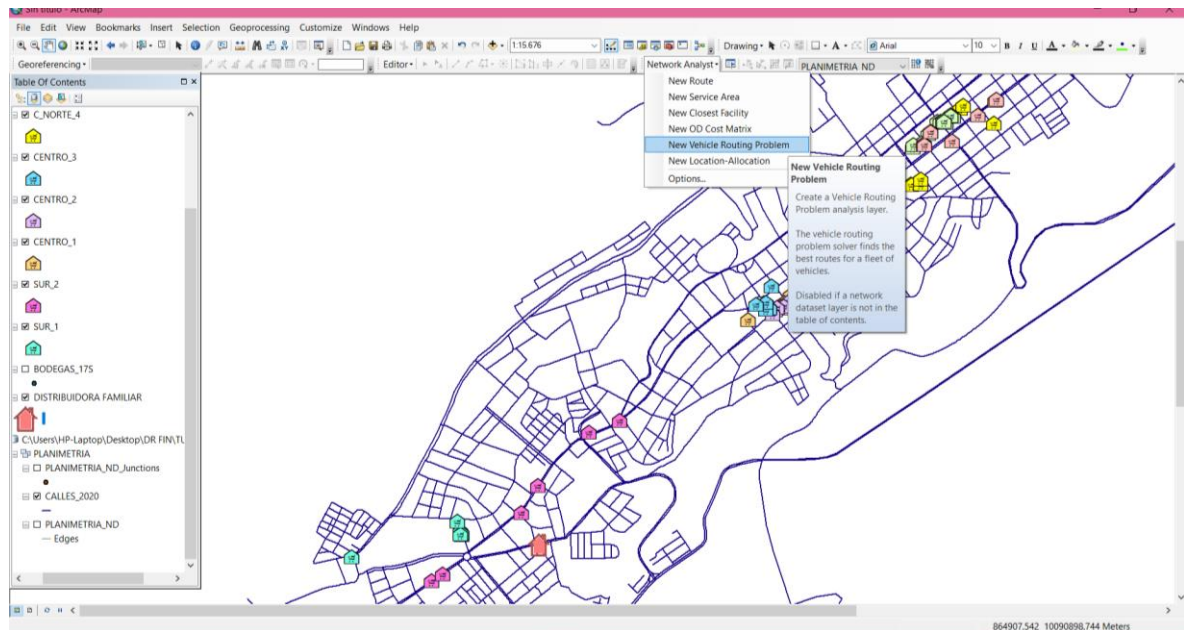 Sin título - ArcMap
File Edit View Bookmarks Insert Selection Geoprocessing Customize Windows Help
1:15.676
Drawing
Arial
10
B I U A
Georeferencing
Editor
Network Analyst
PLANIMETRIA_ND
Table Of Contents
New Route
New Service Area
New Closest Facility
New OD Cost Matrix
New Vehicle Routing Problem
New Location-Allocation
Options...
New Vehicle Routing
Problem
Create a Vehicle Routing
Problem analysis layer.
The vehicle routing
problem solver finds the
best routes for a fleet of
vehicles.
Disabled if a network
dataset layer is not in the
table of contents.
C_NORTE_4
CENTRO_3
CENTRO_2
CENTRO_1
SUR_2
SUR_1
BODEGAS_175
DISTRIBUIDORA FAMILIAR
C:\Users\HP-Laptop\Desktop\DR FIN\TU
PLANIMETRIA
PLANIMETRIA_ND_Junctions
CALLES_2020
PLANIMETRIA_ND
Edges
864907,542 10090898,744 Meters